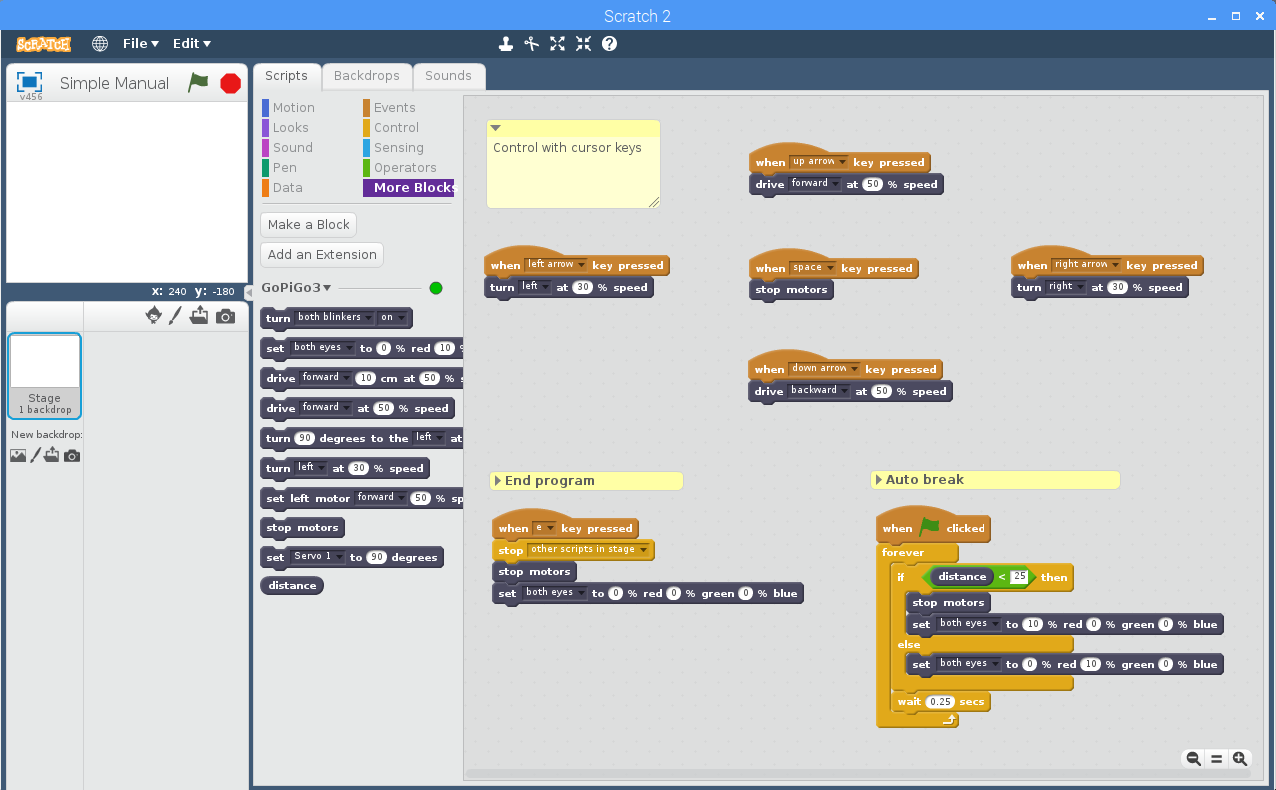 Scratch 2
SCRATCH File Edit
Simple Manual
v456
x: 240 y: -180
Stage
1 backdrop
New backdrop:
Scripts Backdrops Sounds
Motion Events
Looks Control
Sound Sensing
Pen Operators
Data More Blocks
Make a Block
Add an Extension
GoPiGo3
turn both blinkers on
set both eyes to 0 % red 10 %
drive forward 10 cm at 50 % s
drive forward at 50 % speed
turn 90 degrees to the left at
turn left at 30 % speed
set left motor forward 50 % sp
stop motors
set Servo 1 to 90 degrees
distance
Control with cursor keys
when up arrow key pressed
drive forward at 50 % speed
when left arrow key pressed
turn left at 30 % speed
when space key pressed
stop motors
when right arrow key pressed
turn right at 30 % speed
when down arrow key pressed
drive backward at 50 % speed
End program
when e key pressed
stop other scripts in stage
stop motors
set both eyes to 0 % red 0 % green 0 % blue
Auto break
when clicked
forever
if distance < 25 then
stop motors
set both eyes to 10 % red 0 % green 0 % blue
else
set both eyes to 0 % red 10 % green 0 % blue
wait 0.25 secs